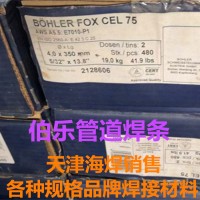 BÖHLER FOX CEL 75
AWS A5.5: E7010-P1
Dosen / tins : 2
4,0 x 350 mm
Stk / pcs : 480
5/32" x 13.8"
19,0 kg
41.9 lbs
2128606
伯乐管道焊条
天津海焊销售
各种规格品牌焊接材料